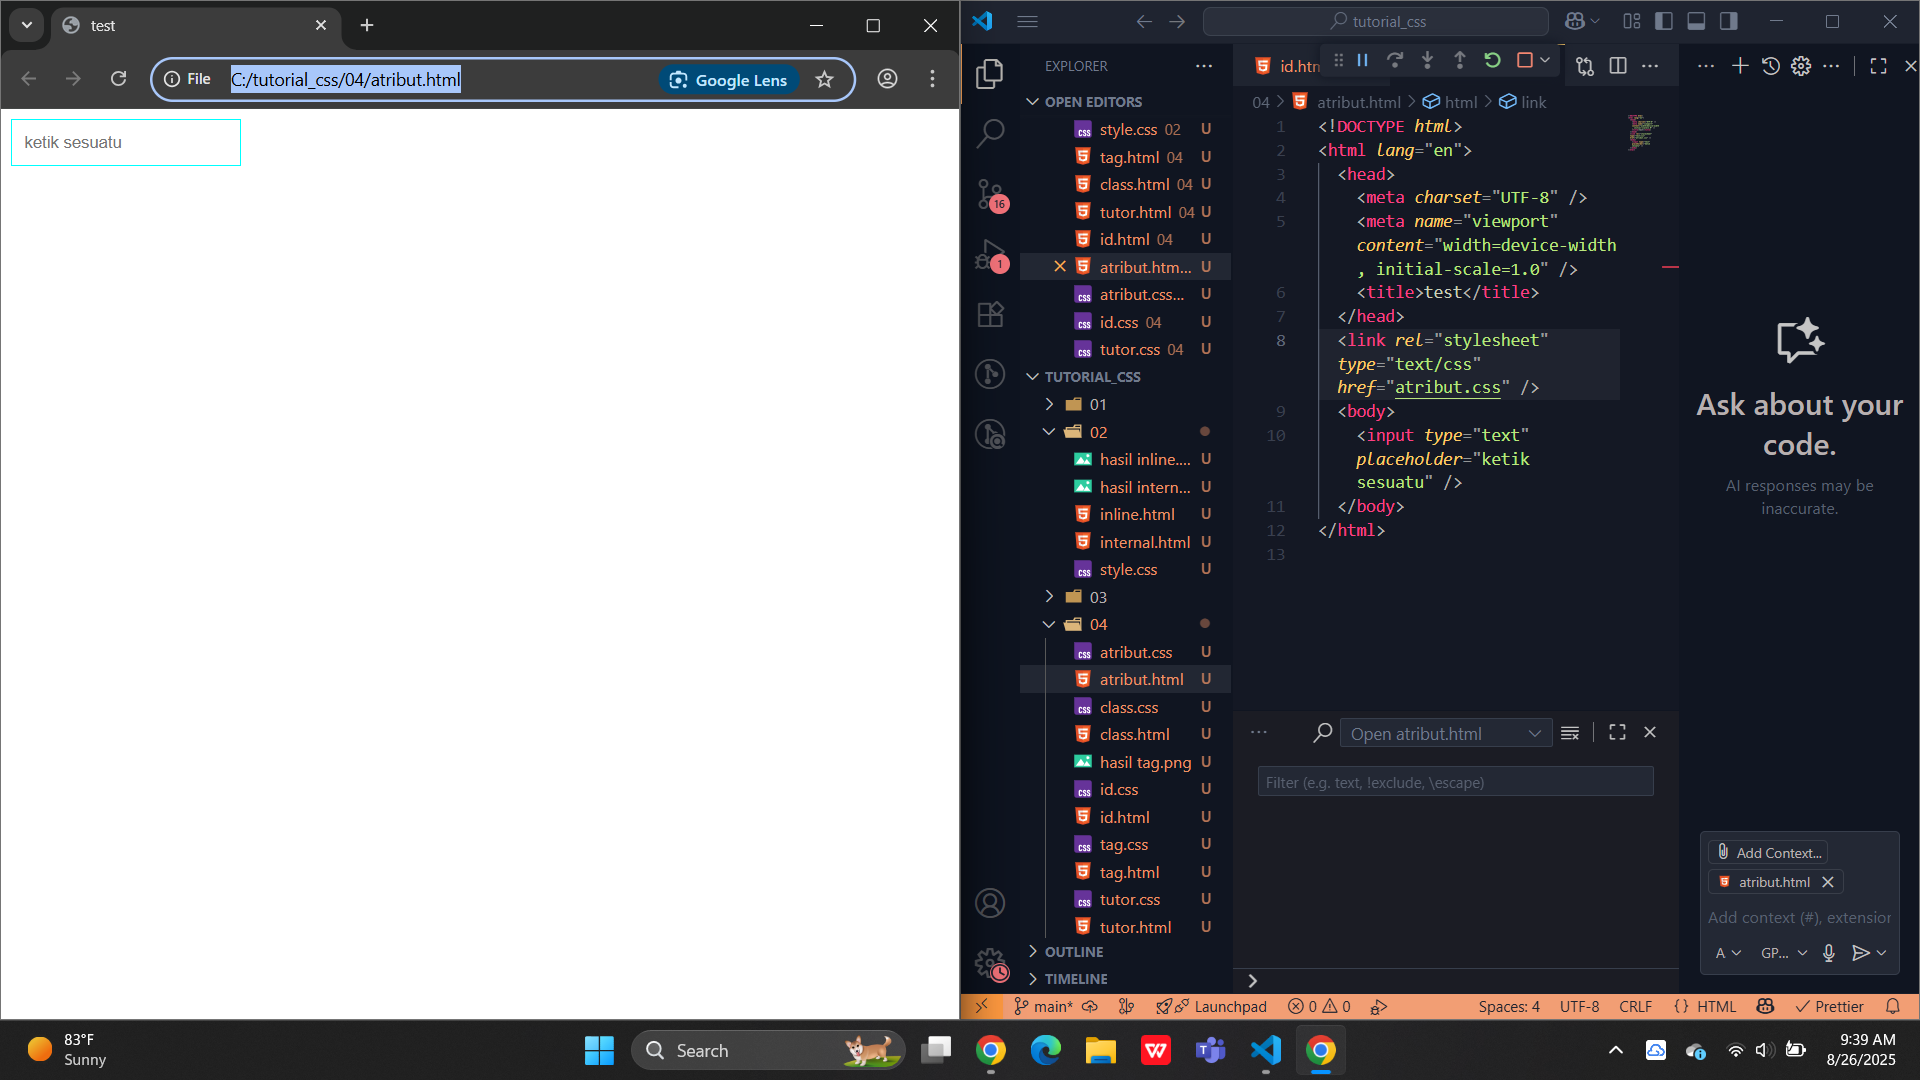 test
File
C:/tutorial_css/04/atribut.html
Google Lens
ketik sesuatu
tutorial_css
EXPLORER
OPEN EDITORS
style.css 02 U
tag.html 04 U
class.html 04 U
tutor.html 04 U
id.html 04 U
atribut.htm... U
atribut.css... U
id.css 04 U
tutor.css 04 U
TUTORIAL_CSS
01
02
hasil inline.... U
hasil intern... U
inline.html U
internal.html U
style.css U
03
04
atribut.css U
atribut.html U
class.css U
class.html U
hasil tag.png U
id.css U
id.html U
tag.css U
tag.html U
tutor.css U
tutor.html U
OUTLINE
TIMELINE
16
1
id.htn
04 > atribut.html > html > link
1 <!DOCTYPE html>
2 <html lang="en">
3 <head>
4 <meta charset="UTF-8" />
5 <meta name="viewport"
content="width=device-width
, initial-scale=1.0" />
6 <title>test</title>
7 </head>
8 <link rel="stylesheet"
type="text/css"
href="atribut.css" />
9 <body>
10 <input type="text"
placeholder="ketik
sesuatu" />
11 </body>
12 </html>
13
Open atribut.html
Filter (e.g. text, !exclude, \escape)
Ask about your
code.
AI responses may be
inaccurate.
Add Context...
atribut.html
Add context (#), extension
A
GP...
main*
Launchpad
0
0
Spaces: 4
UTF-8
CRLF
{} HTML
Prettier
83°F
Sunny
Search
9:39 AM
8/26/2025